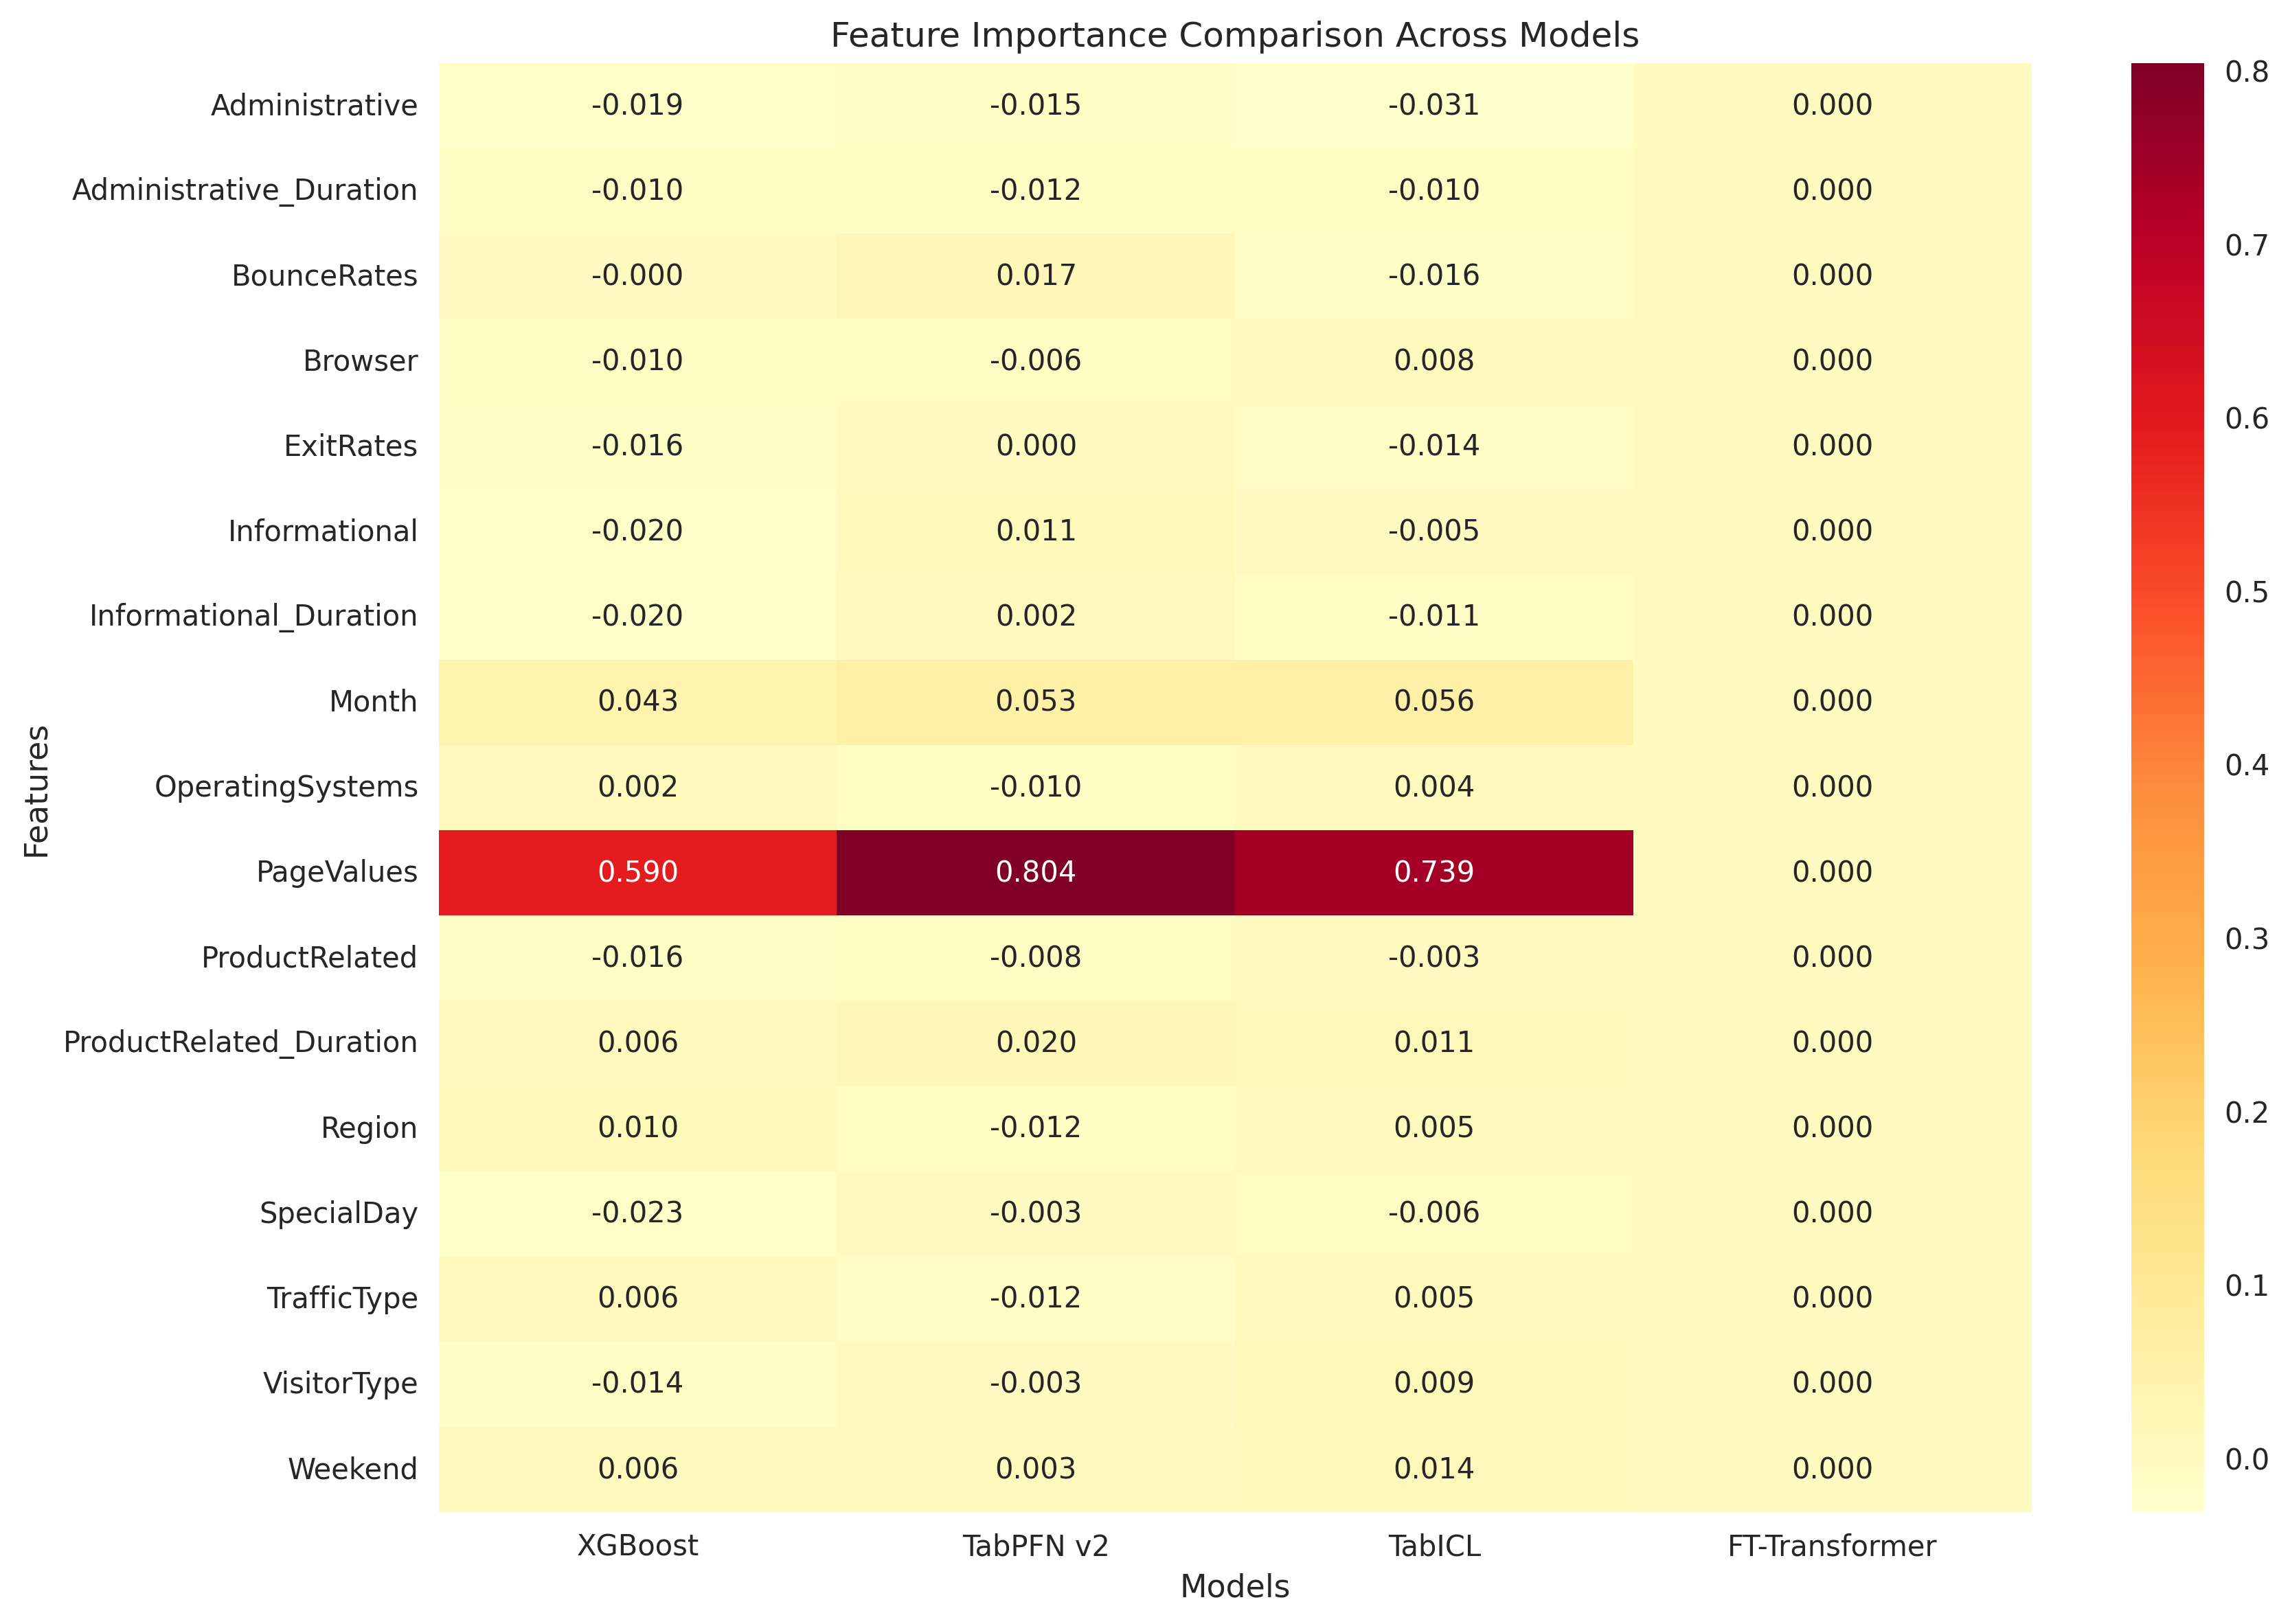 Feature Importance Comparison Across Models
Administrative -0.019 -0.015 -0.031 0.000
Administrative_Duration -0.010 -0.012 -0.010 0.000
BounceRates -0.000 0.017 -0.016 0.000
Browser -0.010 -0.006 0.008 0.000
ExitRates -0.016 0.000 -0.014 0.000
Informational -0.020 0.011 -0.005 0.000
Informational_Duration -0.020 0.002 -0.011 0.000
Month 0.043 0.053 0.056 0.000
OperatingSystems 0.002 -0.010 0.004 0.000
PageValues 0.590 0.804 0.739 0.000
ProductRelated -0.016 -0.008 -0.003 0.000
ProductRelated_Duration 0.006 0.020 0.011 0.000
Region 0.010 -0.012 0.005 0.000
SpecialDay -0.023 -0.003 -0.006 0.000
TrafficType 0.006 -0.012 0.005 0.000
VisitorType -0.014 -0.003 0.009 0.000
Weekend 0.006 0.003 0.014 0.000
XGBoost TabPFN v2 TabICL FT-Transformer
Models
Features
0.8
0.7
0.6
0.5
0.4
0.3
0.2
0.1
0.0